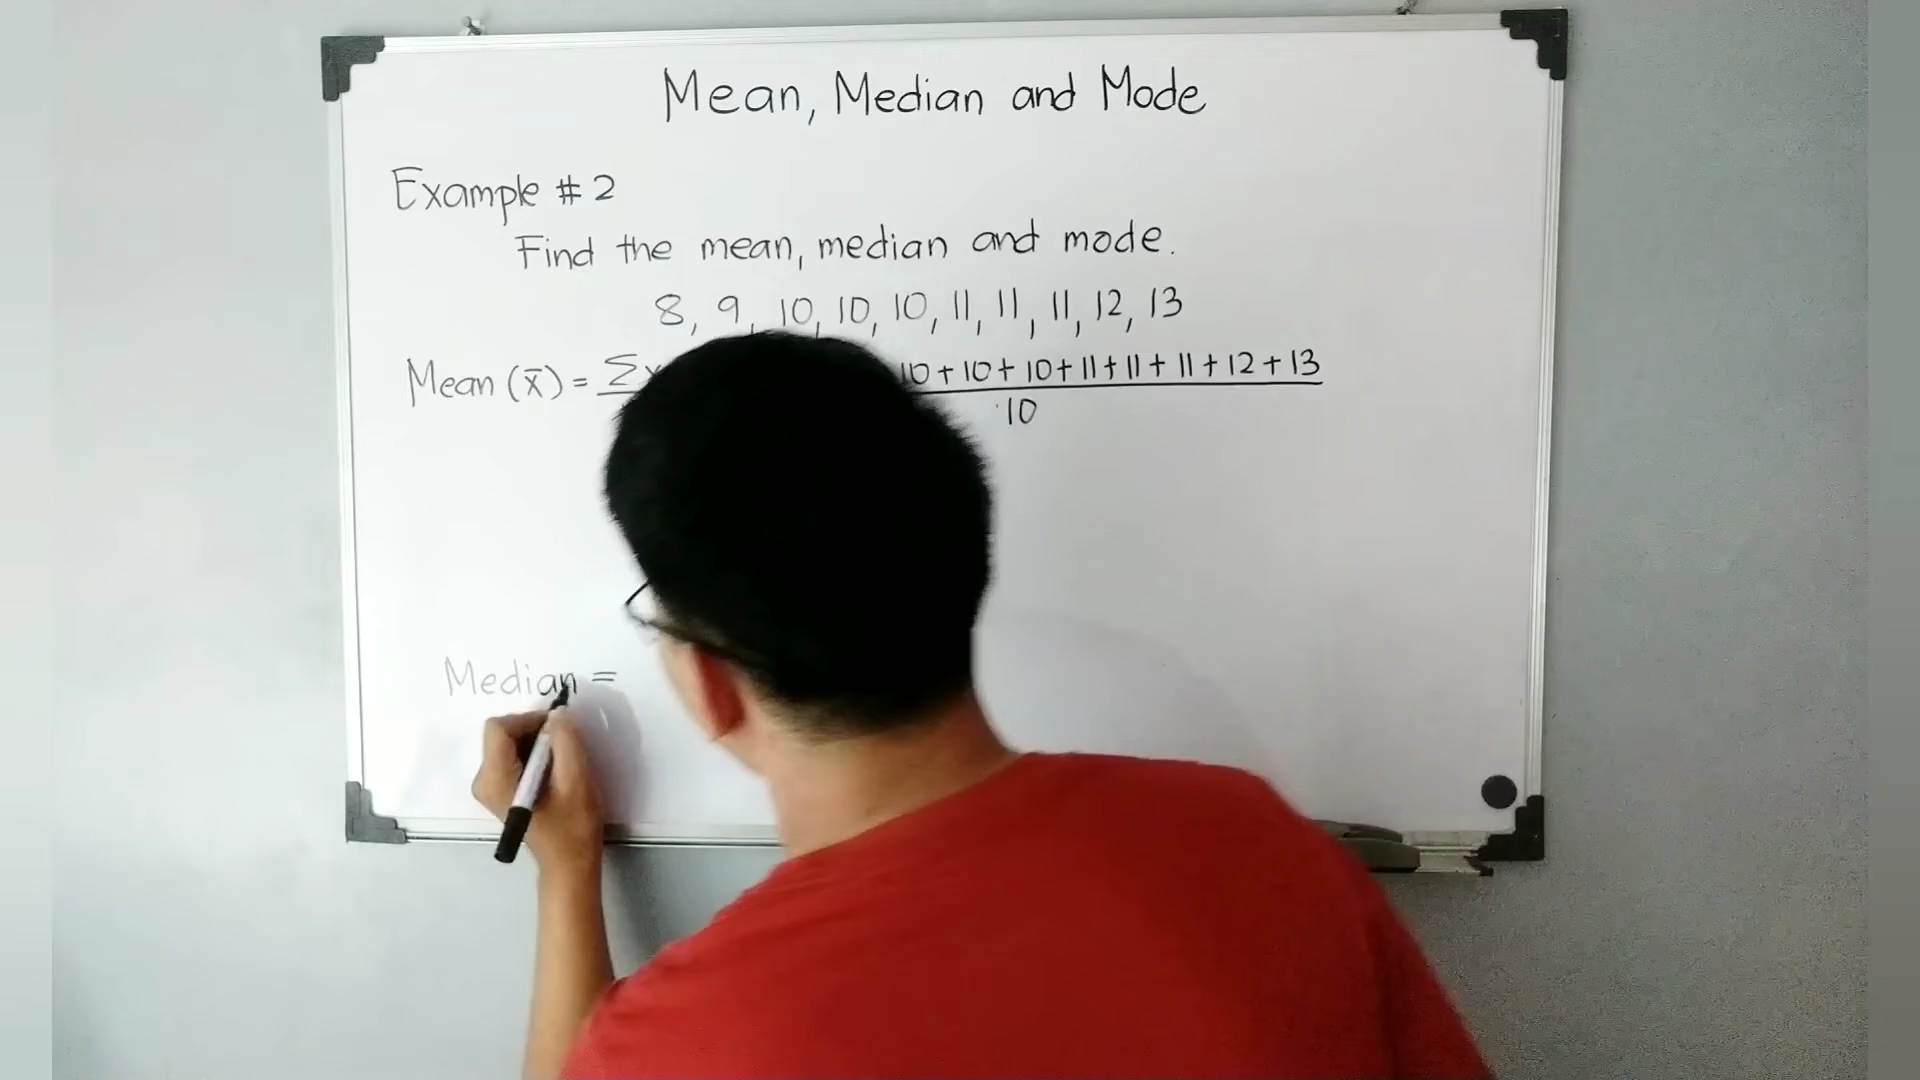 Mean, Median and Mode
Example # 2
Find the mean, median and mode.
8, 9, 10, 10, 10, 11, 11, 11, 12, 13
Mean (x̄) = Σx 10 + 10 + 10 + 11 + 11 + 11 + 12 + 13
10
Median =